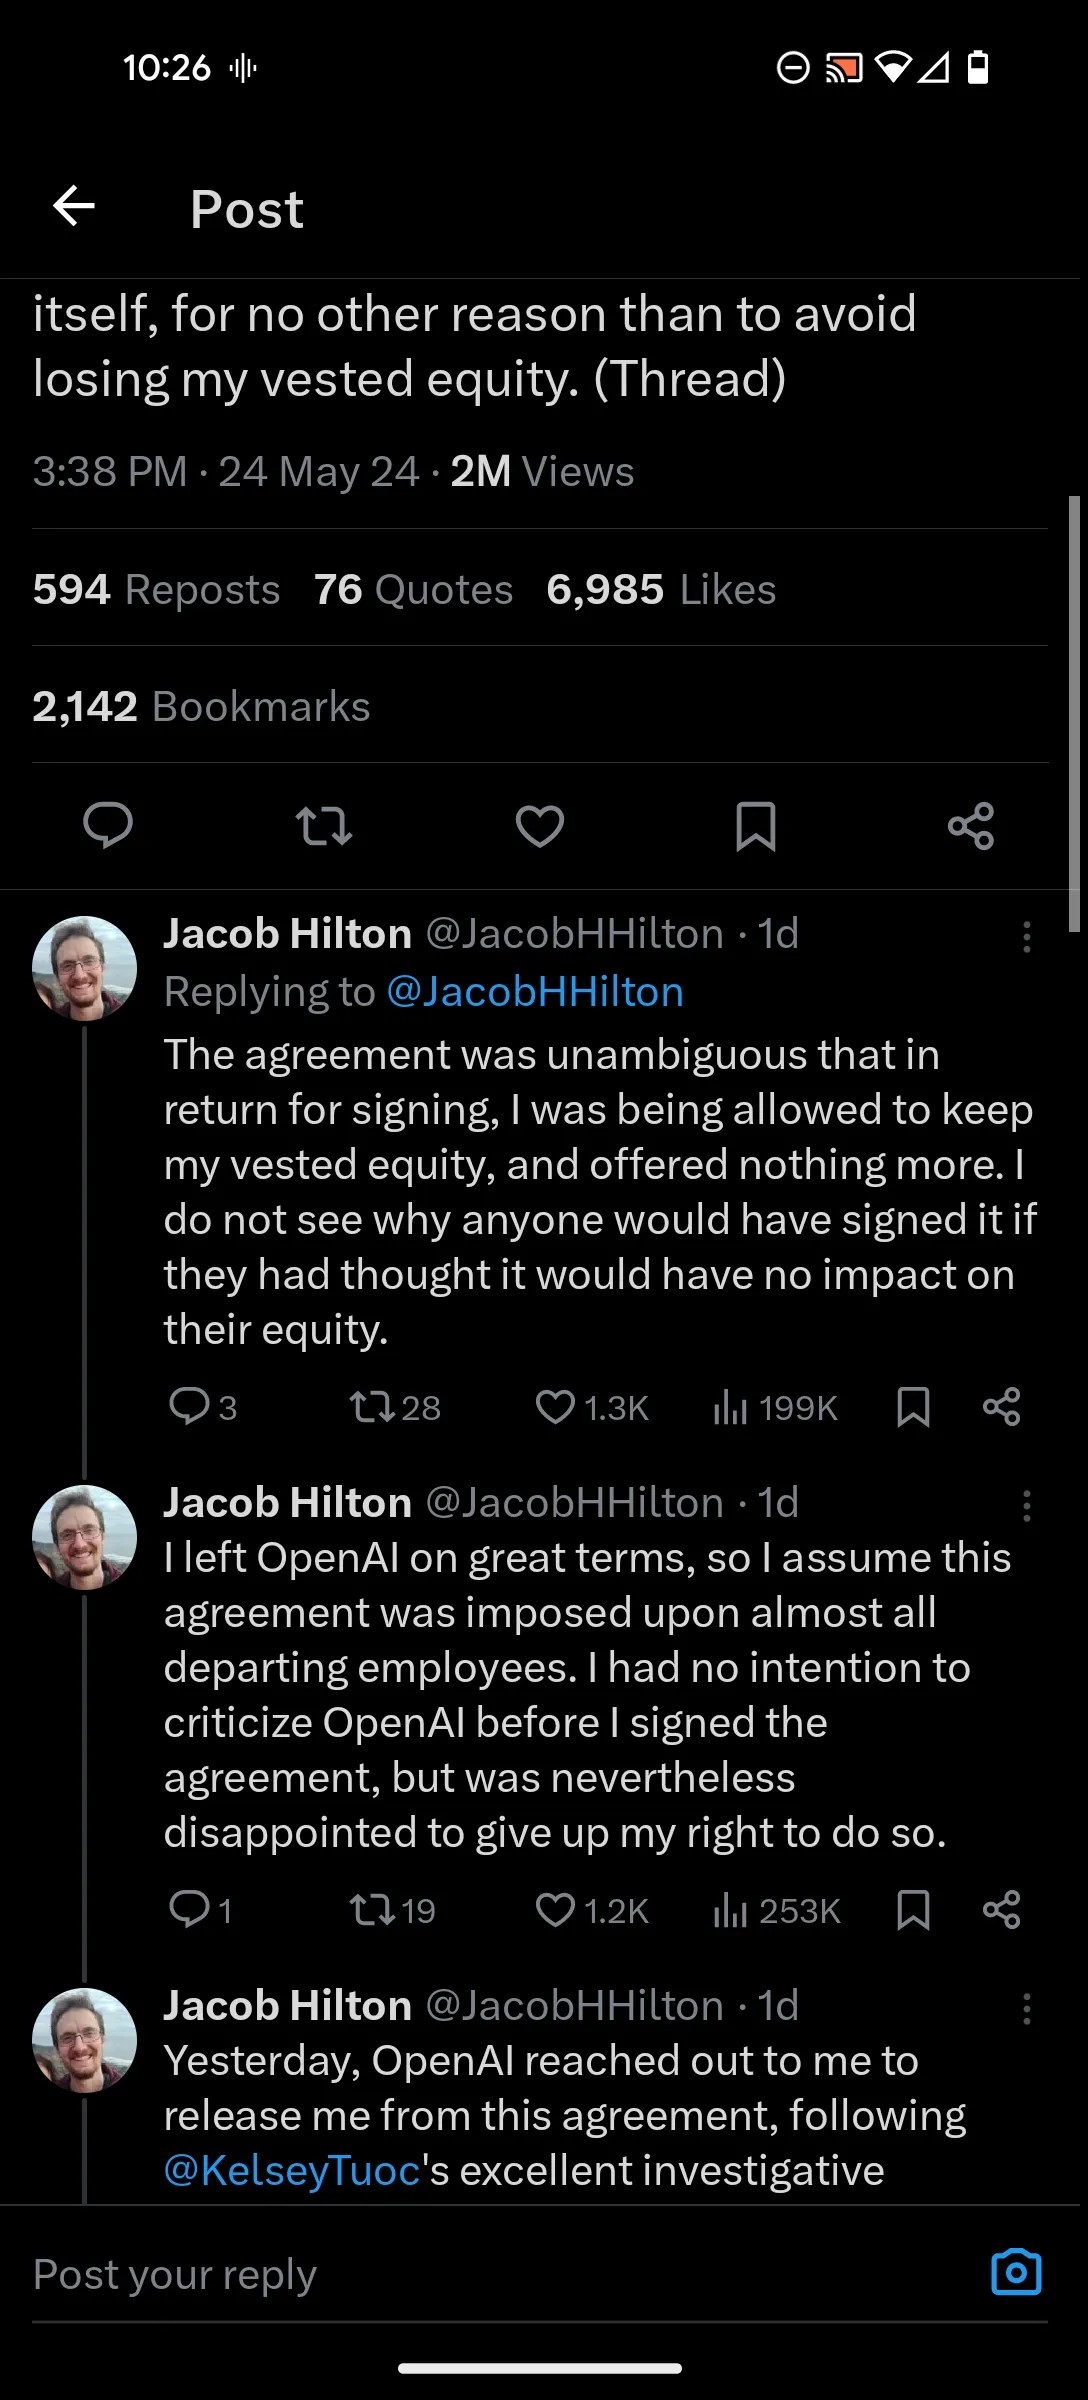 10:26
Post
itself, for no other reason than to avoid
losing my vested equity. (Thread)
3:38 PM · 24 May 24 · 2M Views
594 Reposts 76 Quotes 6,985 Likes
2,142 Bookmarks
Jacob Hilton @JacobHHilton · 1d
Replying to @JacobHHilton
The agreement was unambiguous that in
return for signing, I was being allowed to keep
my vested equity, and offered nothing more. I
do not see why anyone would have signed it if
they had thought it would have no impact on
their equity.
3 28 1.3K 199K
Jacob Hilton @JacobHHilton · 1d
I left OpenAI on great terms, so I assume this
agreement was imposed upon almost all
departing employees. I had no intention to
criticize OpenAI before I signed the
agreement, but was nevertheless
disappointed to give up my right to do so.
1 19 1.2K 253K
Jacob Hilton @JacobHHilton · 1d
Yesterday, OpenAI reached out to me to
release me from this agreement, following
@KelseyTuoc's excellent investigative
Post your reply